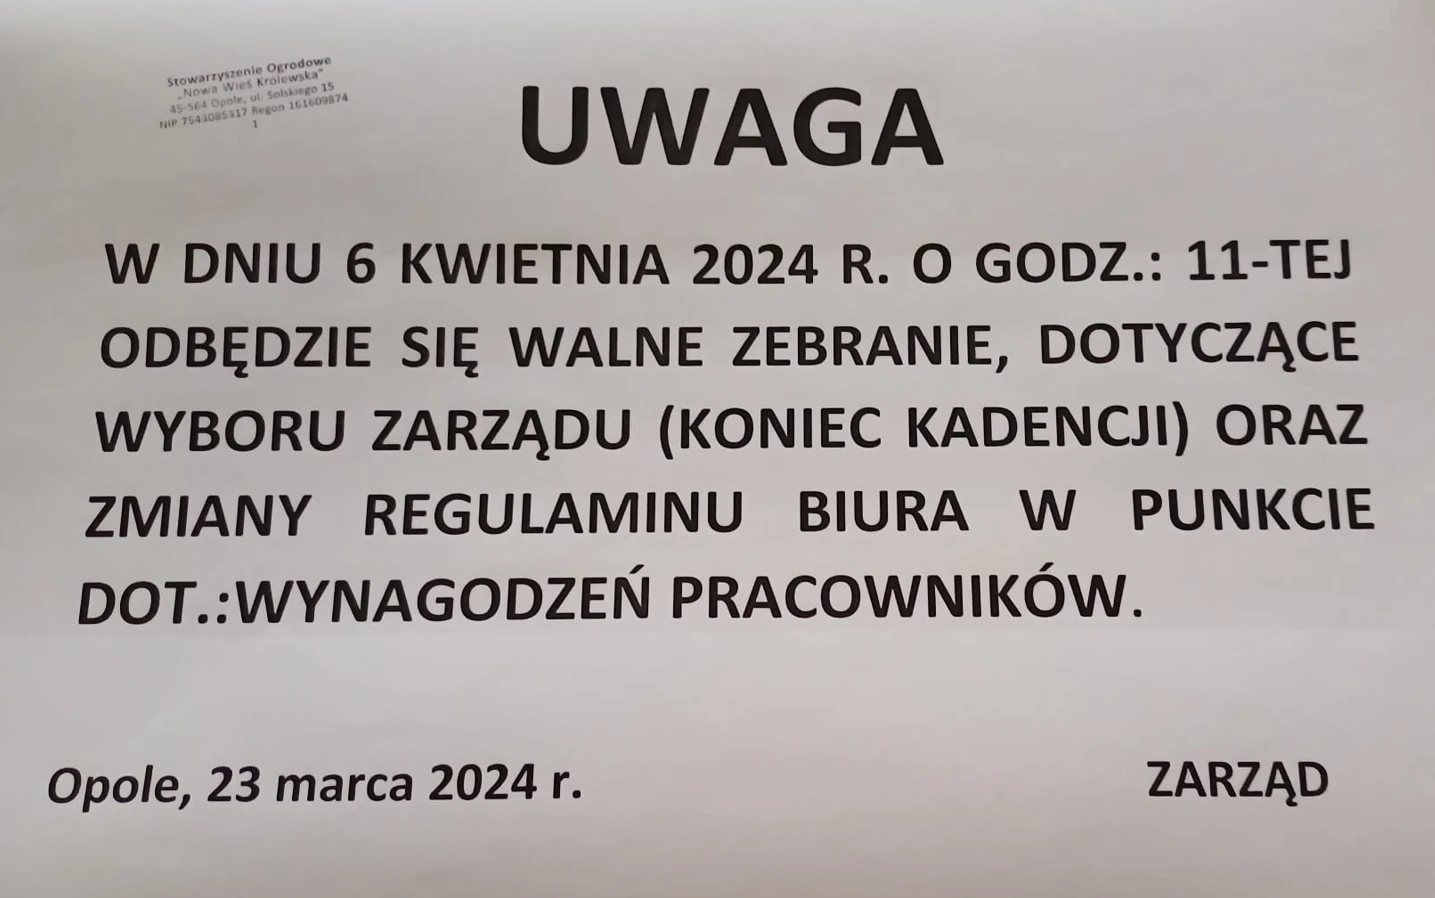 Stowarzyszenie Ogrodowe
„Nowa Wieś Królewska"
45-564 Opole, ul. Solskiego 15
NIP 7543085317 Regon 161609874
1
UWAGA
W DNIU 6 KWIETNIA 2024 R. O GODZ.: 11-TEJ
ODBĘDZIE SIĘ WALNE ZEBRANIE, DOTYCZĄCE
WYBORU ZARZĄDU (KONIEC KADENCJI) ORAZ
ZMIANY REGULAMINU BIURA W PUNKCIE
DOT.:WYNAGODZEŃ PRACOWNIKÓW.
Opole, 23 marca 2024 r.
ZARZĄD